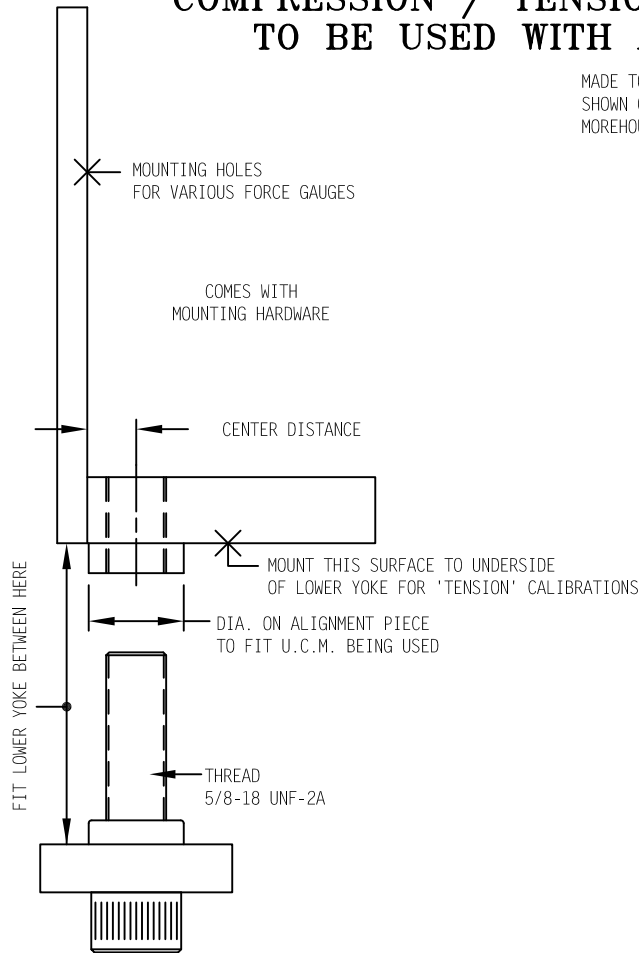 COMPRESSION / TENSIO
TO BE USED WITH
MADE TO
SHOWN
MOREHOU
MOUNTING HOLES
FOR VARIOUS FORCE GAUGES
COMES WITH
MOUNTING HARDWARE
CENTER DISTANCE
MOUNT THIS SURFACE TO UNDERSIDE
OF LOWER YOKE FOR 'TENSION' CALIBRATIONS
DIA. ON ALIGNMENT PIECE
TO FIT U.C.M. BEING USED
FIT LOWER YOKE BETWEEN HERE
THREAD
5/8-18 UNF-2A